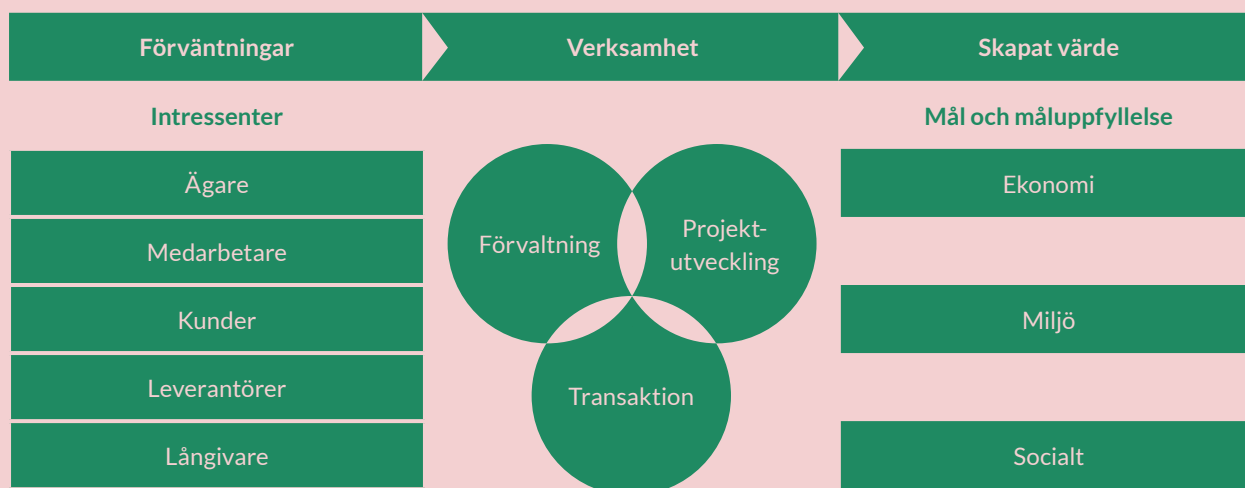 Förväntningar
Verksamhet
Skapat värde
Intressenter
Ägare
Medarbetare
Kunder
Leverantörer
Långivare
Förvaltning
Projekt-
utveckling
Transaktion
Mål och måluppfyllelse
Ekonomi
Miljö
Socialt